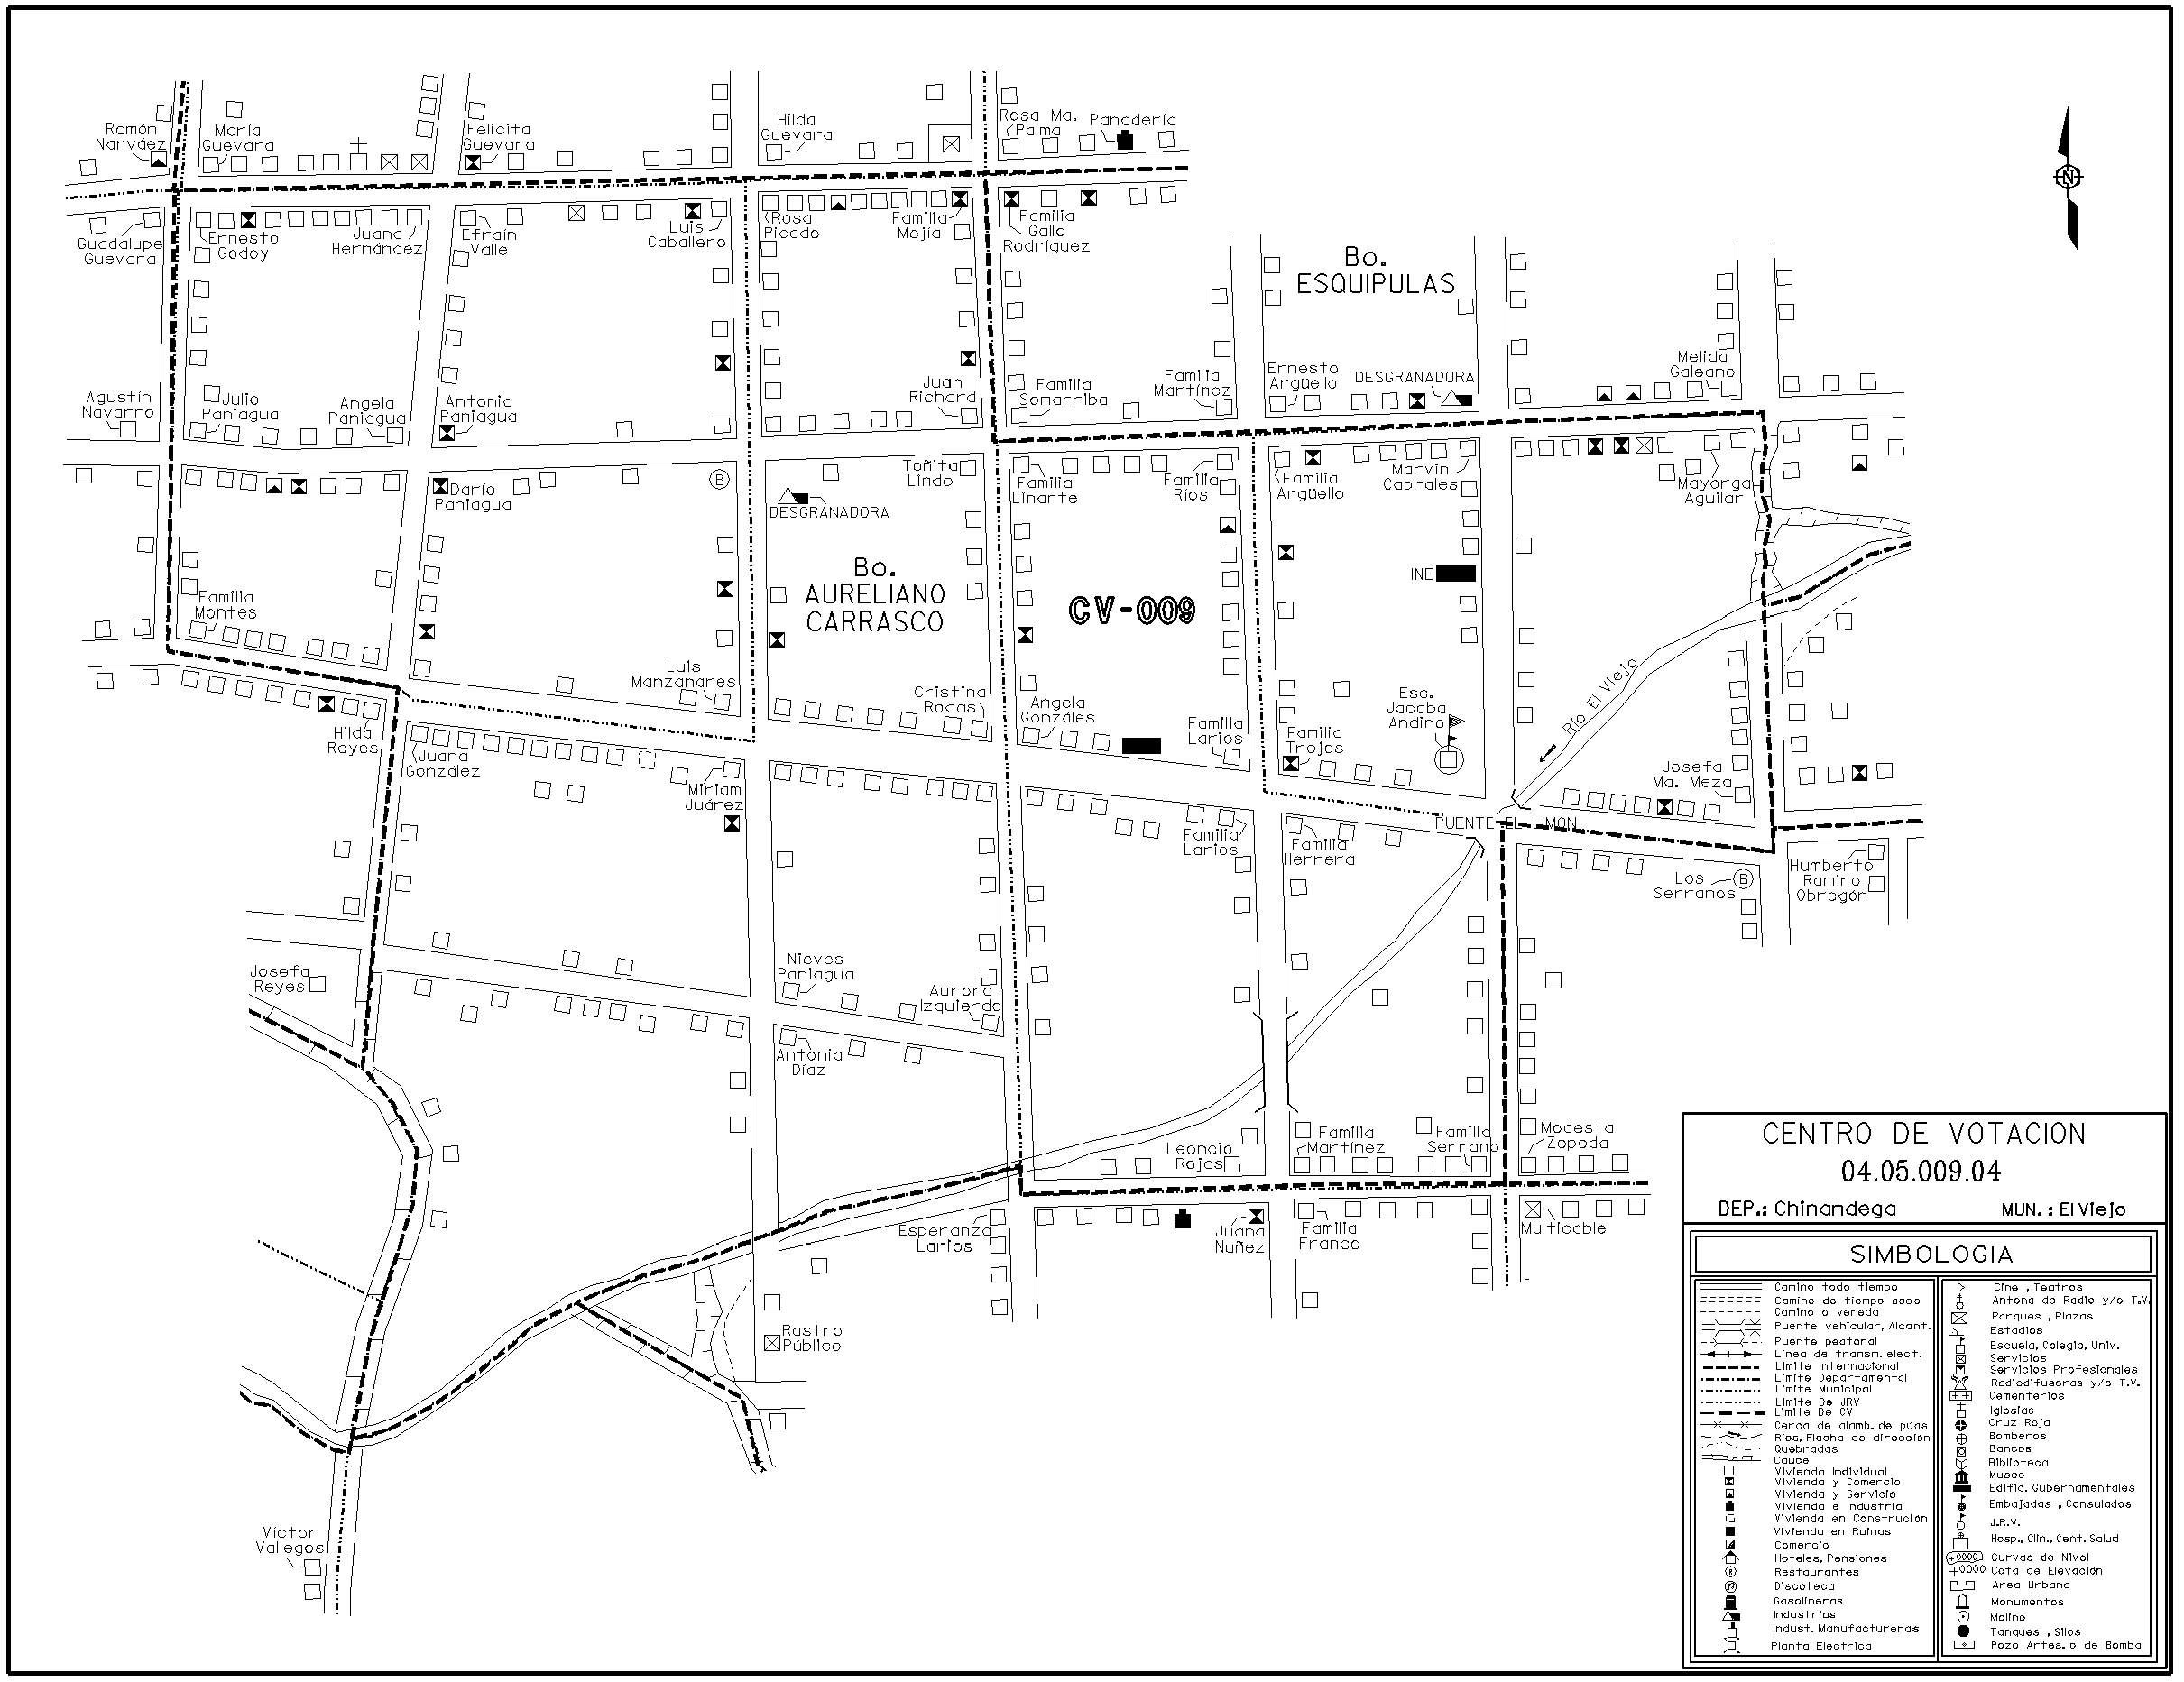 Ramón
Narváez
María
Guevara
Felicita
Guevara
Hilda
Guevara
Rosa Ma.
Palma
Panadería
N
Guadalupe
Guevara
Ernesto
Godoy
Juana
Hernández
Efraín
Valle
Luis
Caballero
Rosa
Picado
Familia
Mejía
Familia
Gallo
Rodríguez
Bo.
ESQUIPULAS
Agustín
Navarro
Julio
Paniagua
Angela
Paniagua
Antonia
Paniagua
Juan
Richard
Familia
Somarriba
Familia
Martínez
Ernesto
Argüello
DESGRANADORA
Melida
Galeano
Darío
Paniagua
B
DESGRANADORA
Toñita
Lindo
Familia
Linarte
Familia
Ríos
Familia
Argüello
Marvin
Cabrales
Mayorga
Aguilar
Bo.
AURELIANO
CARRASCO
CV-009
INE
Familia
Montes
Luis
Manzanares
Cristina
Rodas
Angela
Gonzáles
Familia
Larios
Familia
Trejos
Esc.
Jacoba
Andino
Río El Viejo
Hilda
Reyes
Juana
González
Miriam
Juárez
Josefa
Ma. Meza
PUENTE EL LIMON
Familia
Larios
Familia
Herrera
Los
Serranos
B
Humberto
Ramiro
Obregón
Josefa
Reyes
Nieves
Paniagua
Aurora
Izquierdo
Antonia
Díaz
Leoncio
Rojas
Familia
Martínez
Familia
Serrano
Modesta
Zepeda
Esperanza
Larios
Juana
Nuñez
Familia
Franco
Multicable
Rastro
Público
Víctor
Vallegos
CENTRO DE VOTACION
04.05.009.04
DEP.: Chinandega MUN.: El Viejo
SIMBOLOGIA
Camino todo tiempo
Camino de tiempo seco
Camino o vereda
Puente vehicular, Alcant.
Puente peatonal
Linea de transm. elect.
Limite Internacional
Limite Departamental
Limite Municipal
Limite De JRV
Limite De CV
Cerca de alamb. de púas
Ríos, Flecha de dirección
Quebradas
Cauce
Vivienda Individual
Vivienda y Comercio
Vivienda y Servicio
Vivienda e Industria
Vivienda en Construción
Vivienda en Ruinas
Comercio
Hoteles, Pensiones
Restaurantes
Discoteca
Gasolineras
Industrias
Indust. Manufactureras
Planta Electrica
Cine , Teatros
Antena de Radio y/o T.V.
Parques , Plazas
Estadios
Escuela, Colegio, Univ.
Servicios
Servicios Profesionales
Radiodifusoras y/o T.V.
Cementerios
Iglesias
Cruz Roja
Bomberos
Bancos
Biblioteca
Museo
Edific. Gubernamentales
Embajadas , Consulados
J.R.V.
Hosp., Clin., Cent. Salud
Curvas de Nivel
Cota de Elevación
Area Urbana
Monumentos
Molino
Tanques , Silos
Pozo Artes. o de Bomba